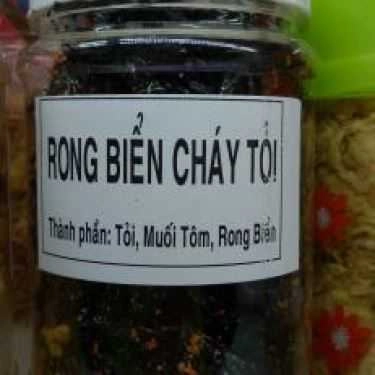 RONG BIỂN CHÁY TỎI
Thành phần: Tỏi, Muối Tôm, Rong Biển